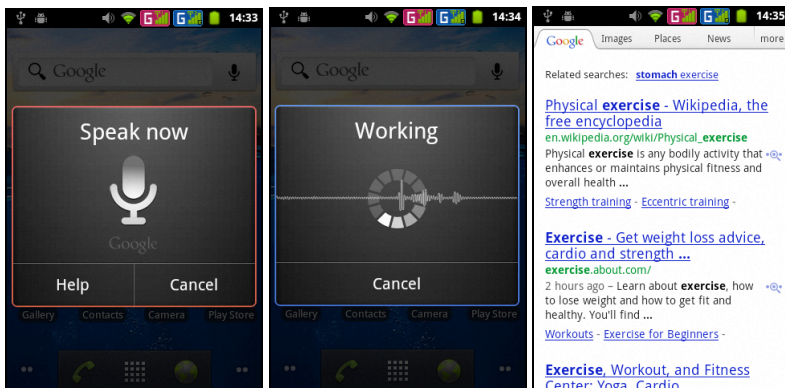 14:33
Google
Speak now
Google
Help
Cancel
Gallery
Contacts
Camera
Play Store
14:34
Google
Working
Cancel
Gallery
Contacts
Camera
Play Store
14:35
Google
Images
Places
News
more
Related searches: stomach exercise
Physical exercise - Wikipedia, the
free encyclopedia
en.wikipedia.org/wiki/Physical_exercise
Physical exercise is any bodily activity that
enhances or maintains physical fitness and
overall health ...
Strength training - Eccentric training -
Exercise - Get weight loss advice,
cardio and strength ...
exercise.about.com/
2 hours ago – Learn about exercise, how
to lose weight and how to get fit and
healthy. You'll find ...
Workouts - Exercise for Beginners -
Exercise, Workout, and Fitness
Center: Yoga, Cardio